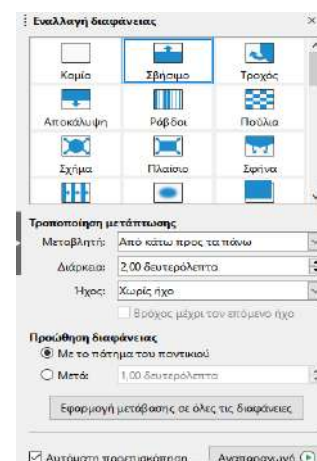 Εναλλαγή διαφάνειας
Καμία Σβήσιμο Τροχός
Αποκάλυψη Ράβδοι Πούλια
Σχήμα Πλαίσιο Σφήνα
Τροποποίηση μετάπτωσης
Μεταβλητή: Από κάτω προς τα πάνω
Διάρκεια: 2,00 δευτερόλεπτα
Ήχος: Χωρίς ήχο
Βρόχος μέχρι τον επόμενο ήχο
Προώθηση διαφάνειας
Με το πάτημα του ποντικιού
Μετά: 1,00 δευτερόλεπτα
Εφαρμογή μετάβασης σε όλες τις διαφάνειες
Αυτόματη προεπισκόπηση Αναπαραγωγή